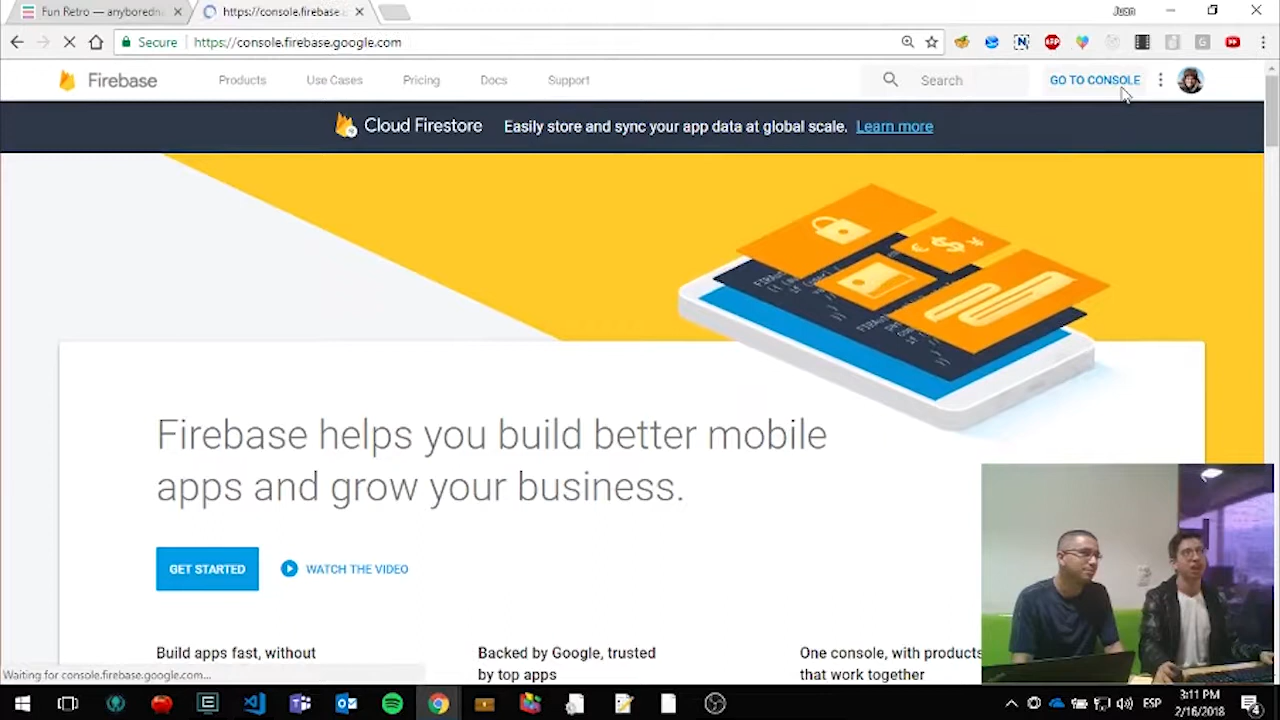 Fun Retro — anyboredn
https://console.firebase
Juan
Secure
https://console.firebase.google.com
Firebase
Products
Use Cases
Pricing
Docs
Support
Search
GO TO CONSOLE
Cloud Firestore
Easily store and sync your app data at global scale. Learn more
Firebase helps you build better mobile
apps and grow your business.
GET STARTED
WATCH THE VIDEO
Build apps fast, without
Backed by Google, trusted
by top apps
One console, with products
that work together
Waiting for console.firebase.google.com...
ESP
3:11 PM
2/16/2018